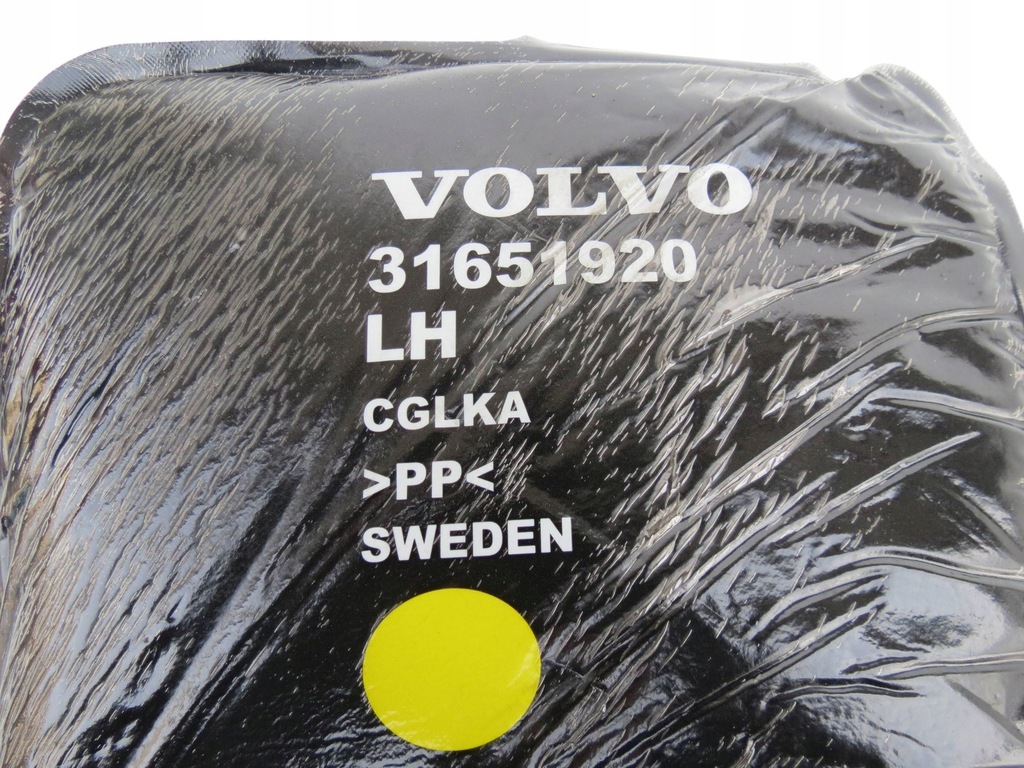 VOLVO
31651920
LH
CGLKA
>PP<
SWEDEN